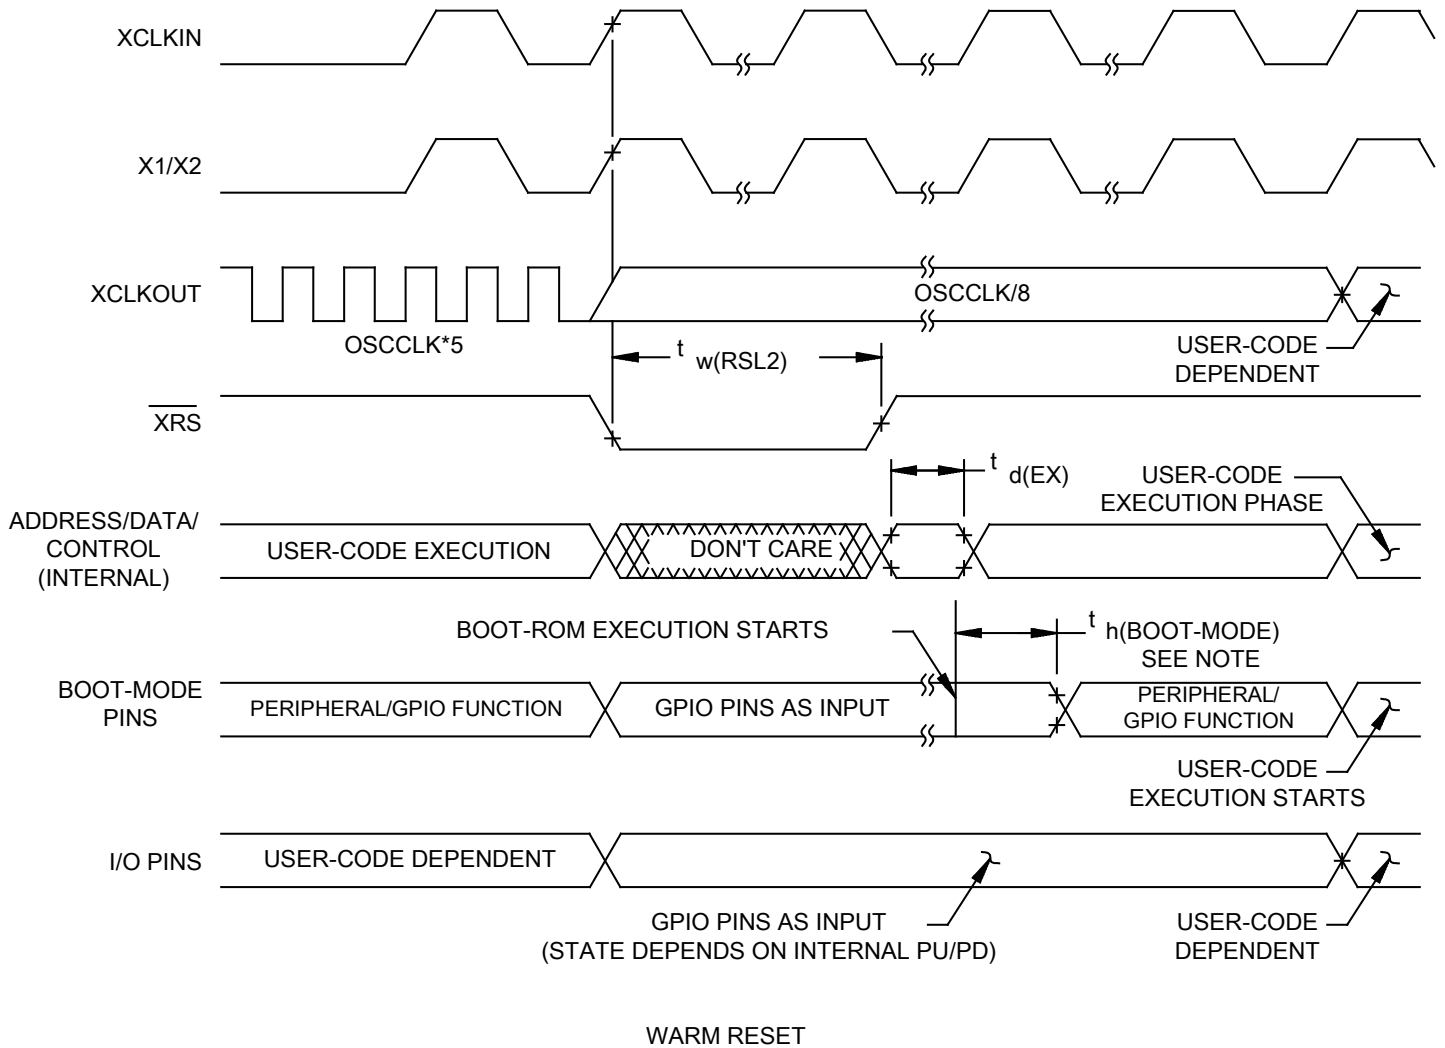 XCLKIN
X1/X2
XCLKOUT
OSCCLK/8
OSCCLK*5
USER-CODE
DEPENDENT
t w(RSL2)
XRS
t d(EX)
USER-CODE
EXECUTION PHASE
ADDRESS/DATA/
CONTROL
(INTERNAL)
USER-CODE EXECUTION
DON'T CARE
BOOT-ROM EXECUTION STARTS
t h(BOOT-MODE)
SEE NOTE
BOOT-MODE
PINS
PERIPHERAL/GPIO FUNCTION
GPIO PINS AS INPUT
PERIPHERAL/
GPIO FUNCTION
USER-CODE
EXECUTION STARTS
I/O PINS
USER-CODE DEPENDENT
GPIO PINS AS INPUT
(STATE DEPENDS ON INTERNAL PU/PD)
USER-CODE
DEPENDENT
WARM RESET